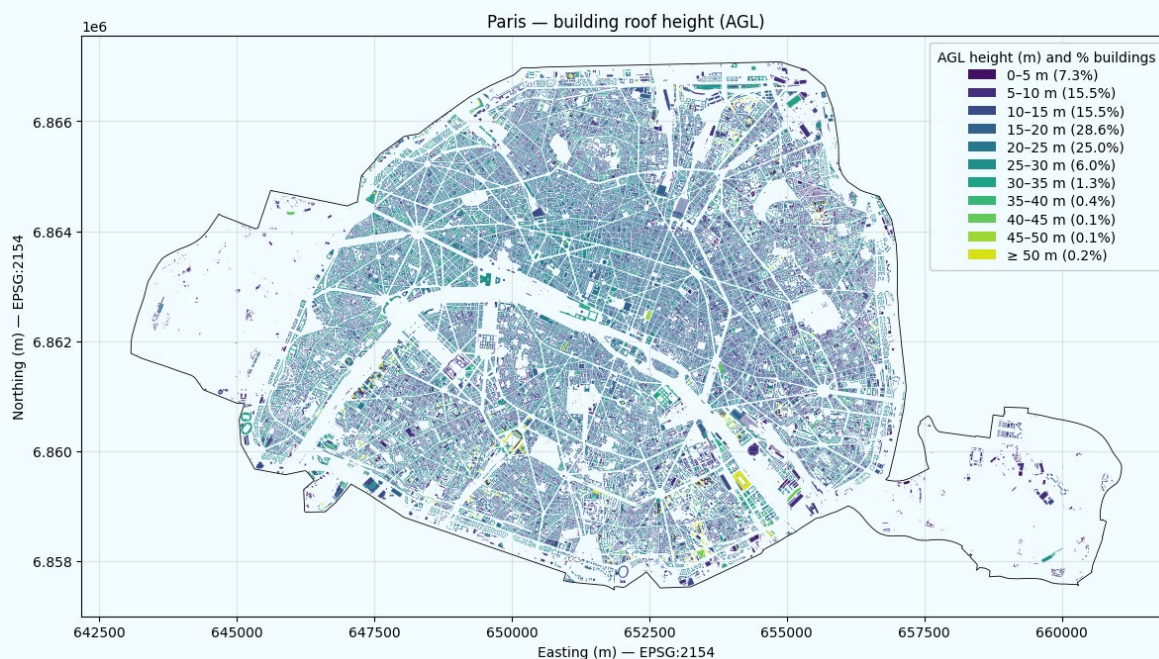 Paris — building roof height (AGL)
1e6
AGL height (m) and % buildings
0–5 m (7.3%)
5–10 m (15.5%)
10–15 m (15.5%)
15–20 m (28.6%)
20–25 m (25.0%)
25–30 m (6.0%)
30–35 m (1.3%)
35–40 m (0.4%)
40–45 m (0.1%)
45–50 m (0.1%)
≥ 50 m (0.2%)
Northing (m) — EPSG:2154
6.866
6.864
6.862
6.860
6.858
642500 645000 647500 650000 652500 655000 657500 660000
Easting (m) — EPSG:2154